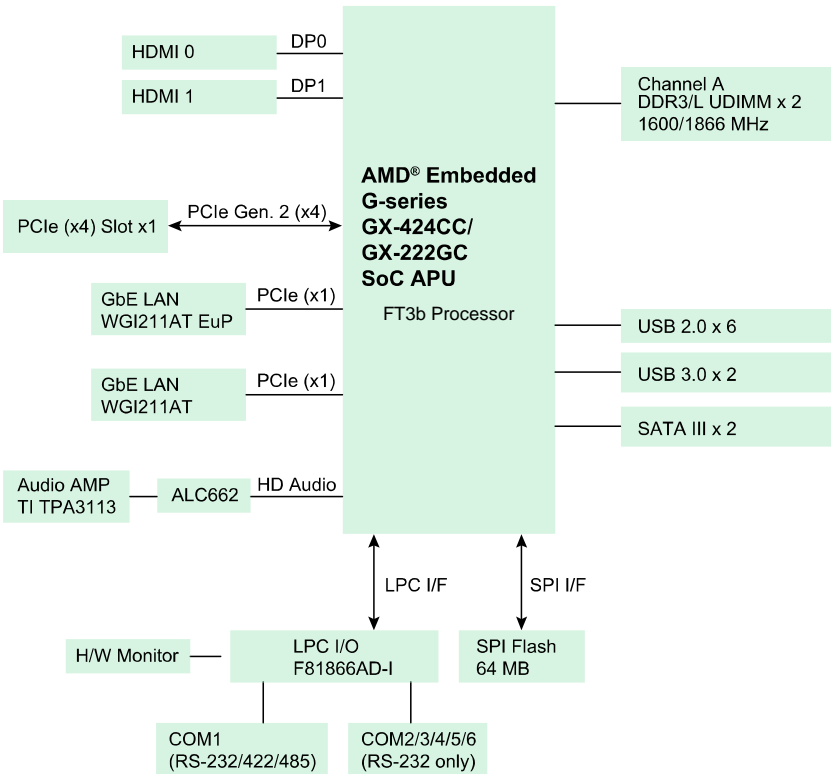 HDMI 0
DP0
HDMI 1
DP1
Channel A
DDR3/L UDIMM x 2
1600/1866 MHz
AMD® Embedded
G-series
GX-424CC/
GX-222GC
SoC APU
FT3b Processor
PCIe (x4) Slot x1
PCIe Gen. 2 (x4)
GbE LAN
WGI211AT EuP
PCIe (x1)
GbE LAN
WGI211AT
PCIe (x1)
USB 2.0 x 6
USB 3.0 x 2
SATA III x 2
Audio AMP
TI TPA3113
ALC662
HD Audio
LPC I/F
SPI I/F
H/W Monitor
LPC I/O
F81866AD-I
SPI Flash
64 MB
COM1
(RS-232/422/485)
COM2/3/4/5/6
(RS-232 only)